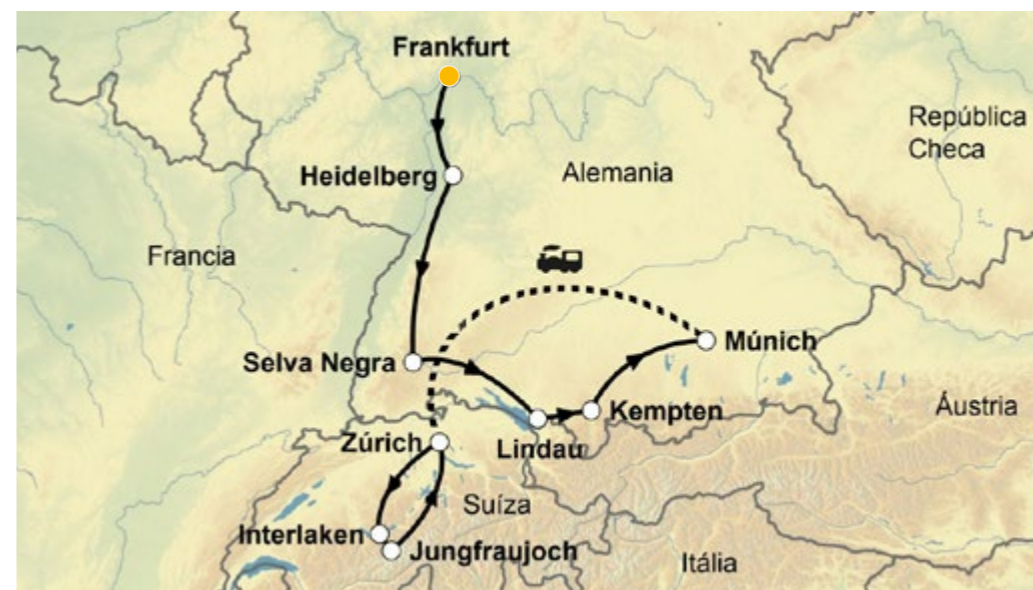 Frankfurt
República
Checa
Alemania
Heidelberg
Francia
Múnich
Selva Negra
Kempten
Áustria
Zúrich
Lindau
Suíza
Interlaken
Jungfraujoch
Itália